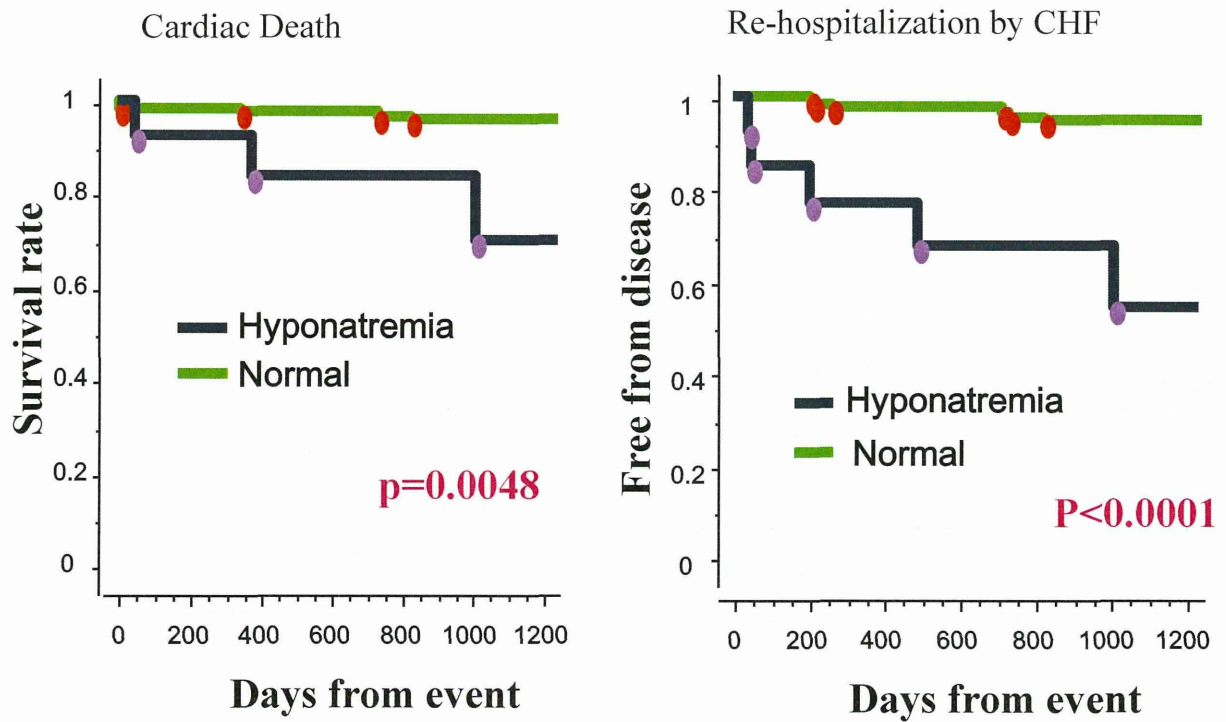 Cardiac Death
Survival rate
1
0.8
0.6
0.4
0.2
0
Hyponatremia
Normal
p=0.0048
0 200 400 600 800 1000 1200
Days from event
Re-hospitalization by CHF
Free from disease
1
0.8
0.6
0.4
0.2
0
Hyponatremia
Normal
P<0.0001
0 200 400 600 800 1000 1200
Days from event